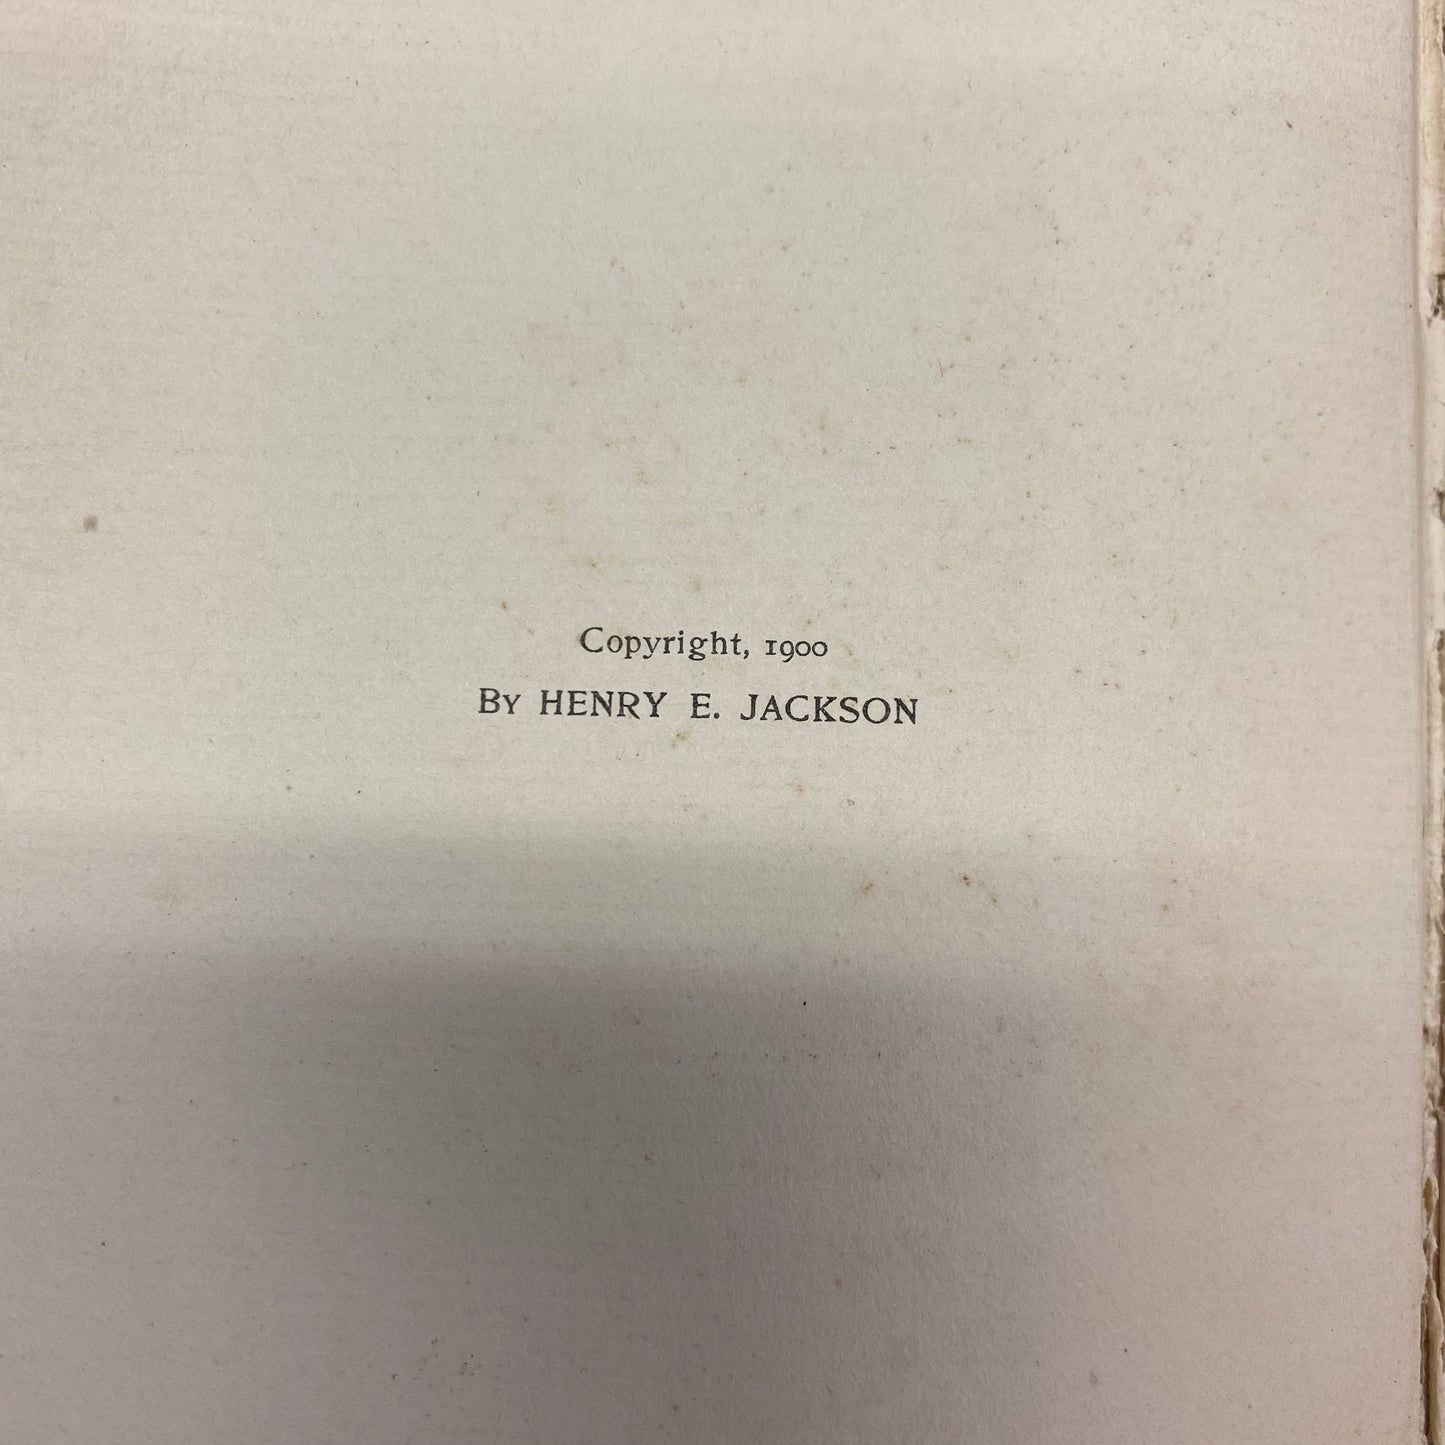 Copyright, 1900
By HENRY E. JACKSON